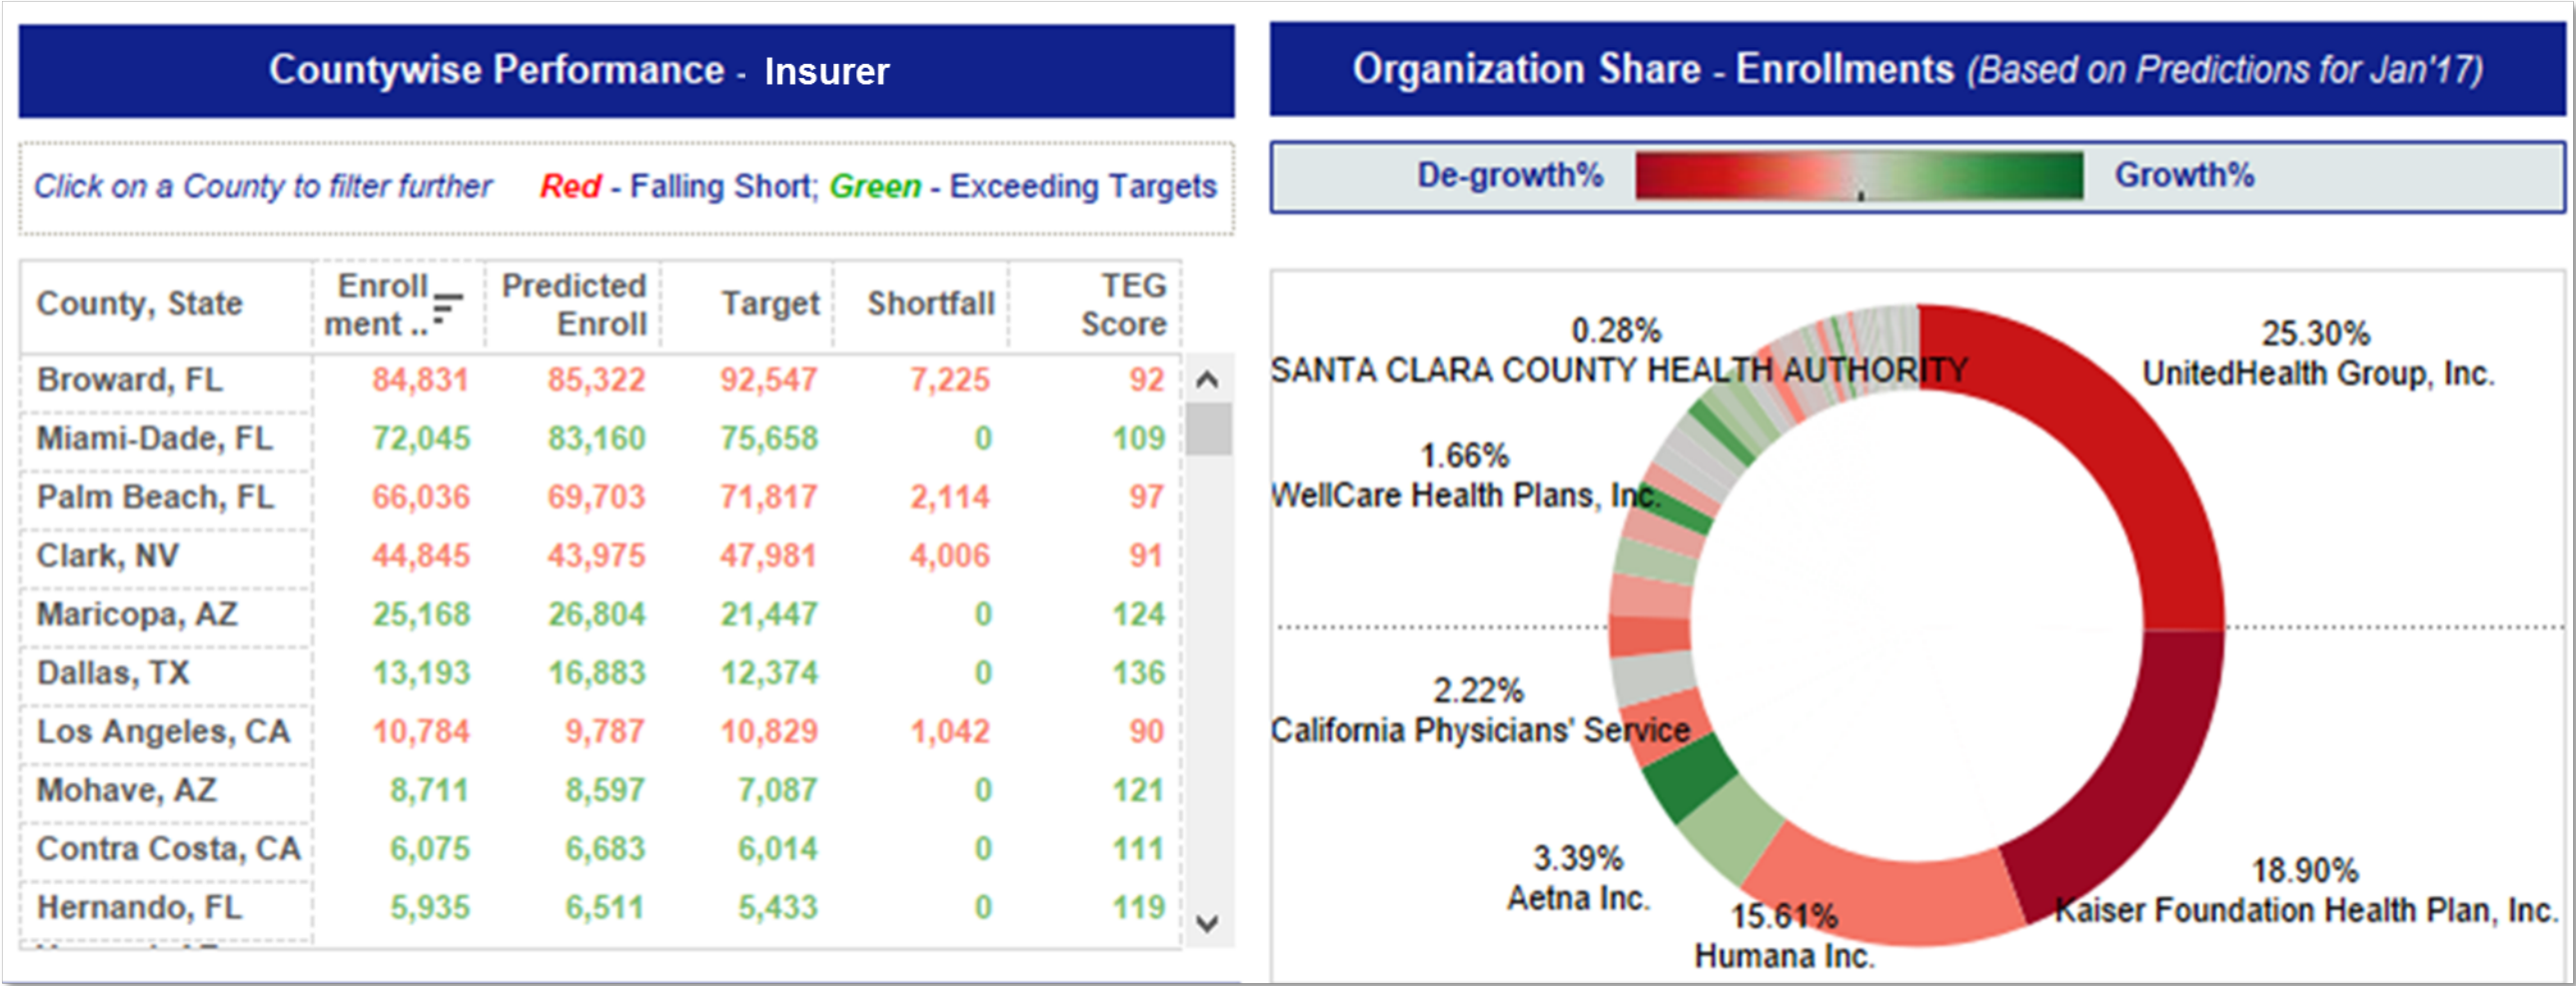 Countywise Performance - Insurer
Click on a County to filter further Red - Falling Short; Green - Exceeding Targets
County, State Enroll ment .. Predicted Enroll Target Shortfall TEG Score
Broward, FL 84,831 85,322 92,547 7,225 92
Miami-Dade, FL 72,045 83,160 75,658 0 109
Palm Beach, FL 66,036 69,703 71,817 2,114 97
Clark, NV 44,845 43,975 47,981 4,006 91
Maricopa, AZ 25,168 26,804 21,447 0 124
Dallas, TX 13,193 16,883 12,374 0 136
Los Angeles, CA 10,784 9,787 10,829 1,042 90
Mohave, AZ 8,711 8,597 7,087 0 121
Contra Costa, CA 6,075 6,683 6,014 0 111
Hernando, FL 5,935 6,511 5,433 0 119
Organization Share - Enrollments (Based on Predictions for Jan'17)
De-growth% Growth%
0.28%
SANTA CLARA COUNTY HEALTH AUTHORITY
25.30%
UnitedHealth Group, Inc.
1.66%
WellCare Health Plans, Inc.
2.22%
California Physicians' Service
3.39%
Aetna Inc.
15.61%
Humana Inc.
18.90%
Kaiser Foundation Health Plan, Inc.